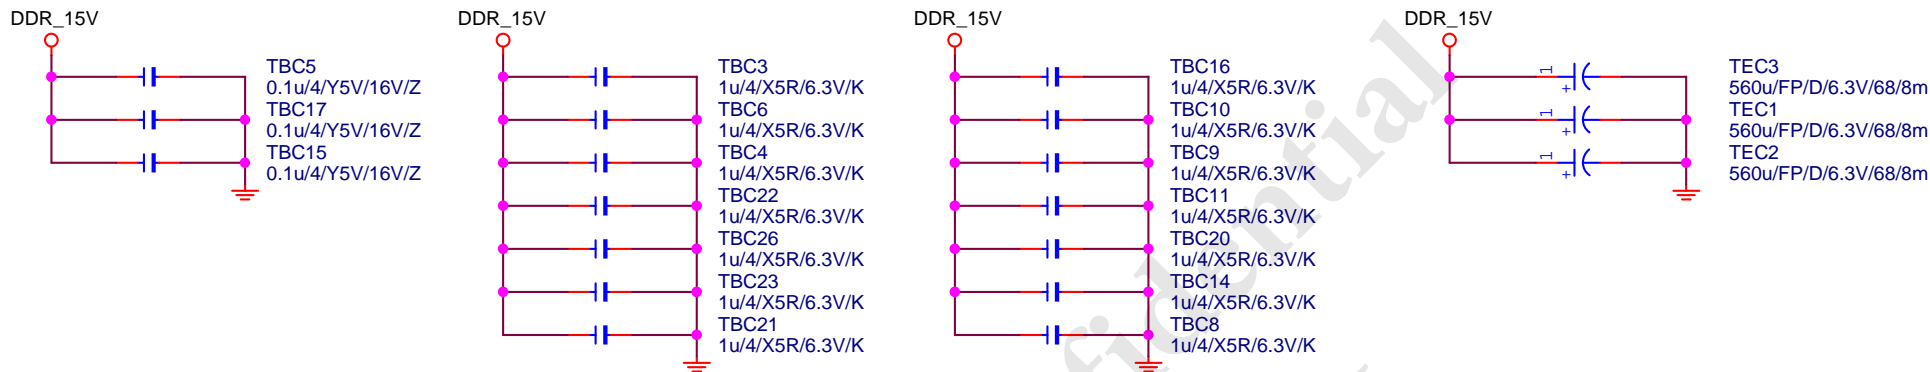 DDR_15V
TBC5
0.1u/4/Y5V/16V/Z
TBC17
0.1u/4/Y5V/16V/Z
TBC15
0.1u/4/Y5V/16V/Z
DDR_15V
TBC3
1u/4/X5R/6.3V/K
TBC6
1u/4/X5R/6.3V/K
TBC4
1u/4/X5R/6.3V/K
TBC22
1u/4/X5R/6.3V/K
TBC26
1u/4/X5R/6.3V/K
TBC23
1u/4/X5R/6.3V/K
TBC21
1u/4/X5R/6.3V/K
DDR_15V
TBC16
1u/4/X5R/6.3V/K
TBC10
1u/4/X5R/6.3V/K
TBC9
1u/4/X5R/6.3V/K
TBC11
1u/4/X5R/6.3V/K
TBC20
1u/4/X5R/6.3V/K
TBC14
1u/4/X5R/6.3V/K
TBC8
1u/4/X5R/6.3V/K
DDR_15V
1
+
TEC3
560u/FP/D/6.3V/68/8m
1
+
TEC1
560u/FP/D/6.3V/68/8m
1
+
TEC2
560u/FP/D/6.3V/68/8m
fidential